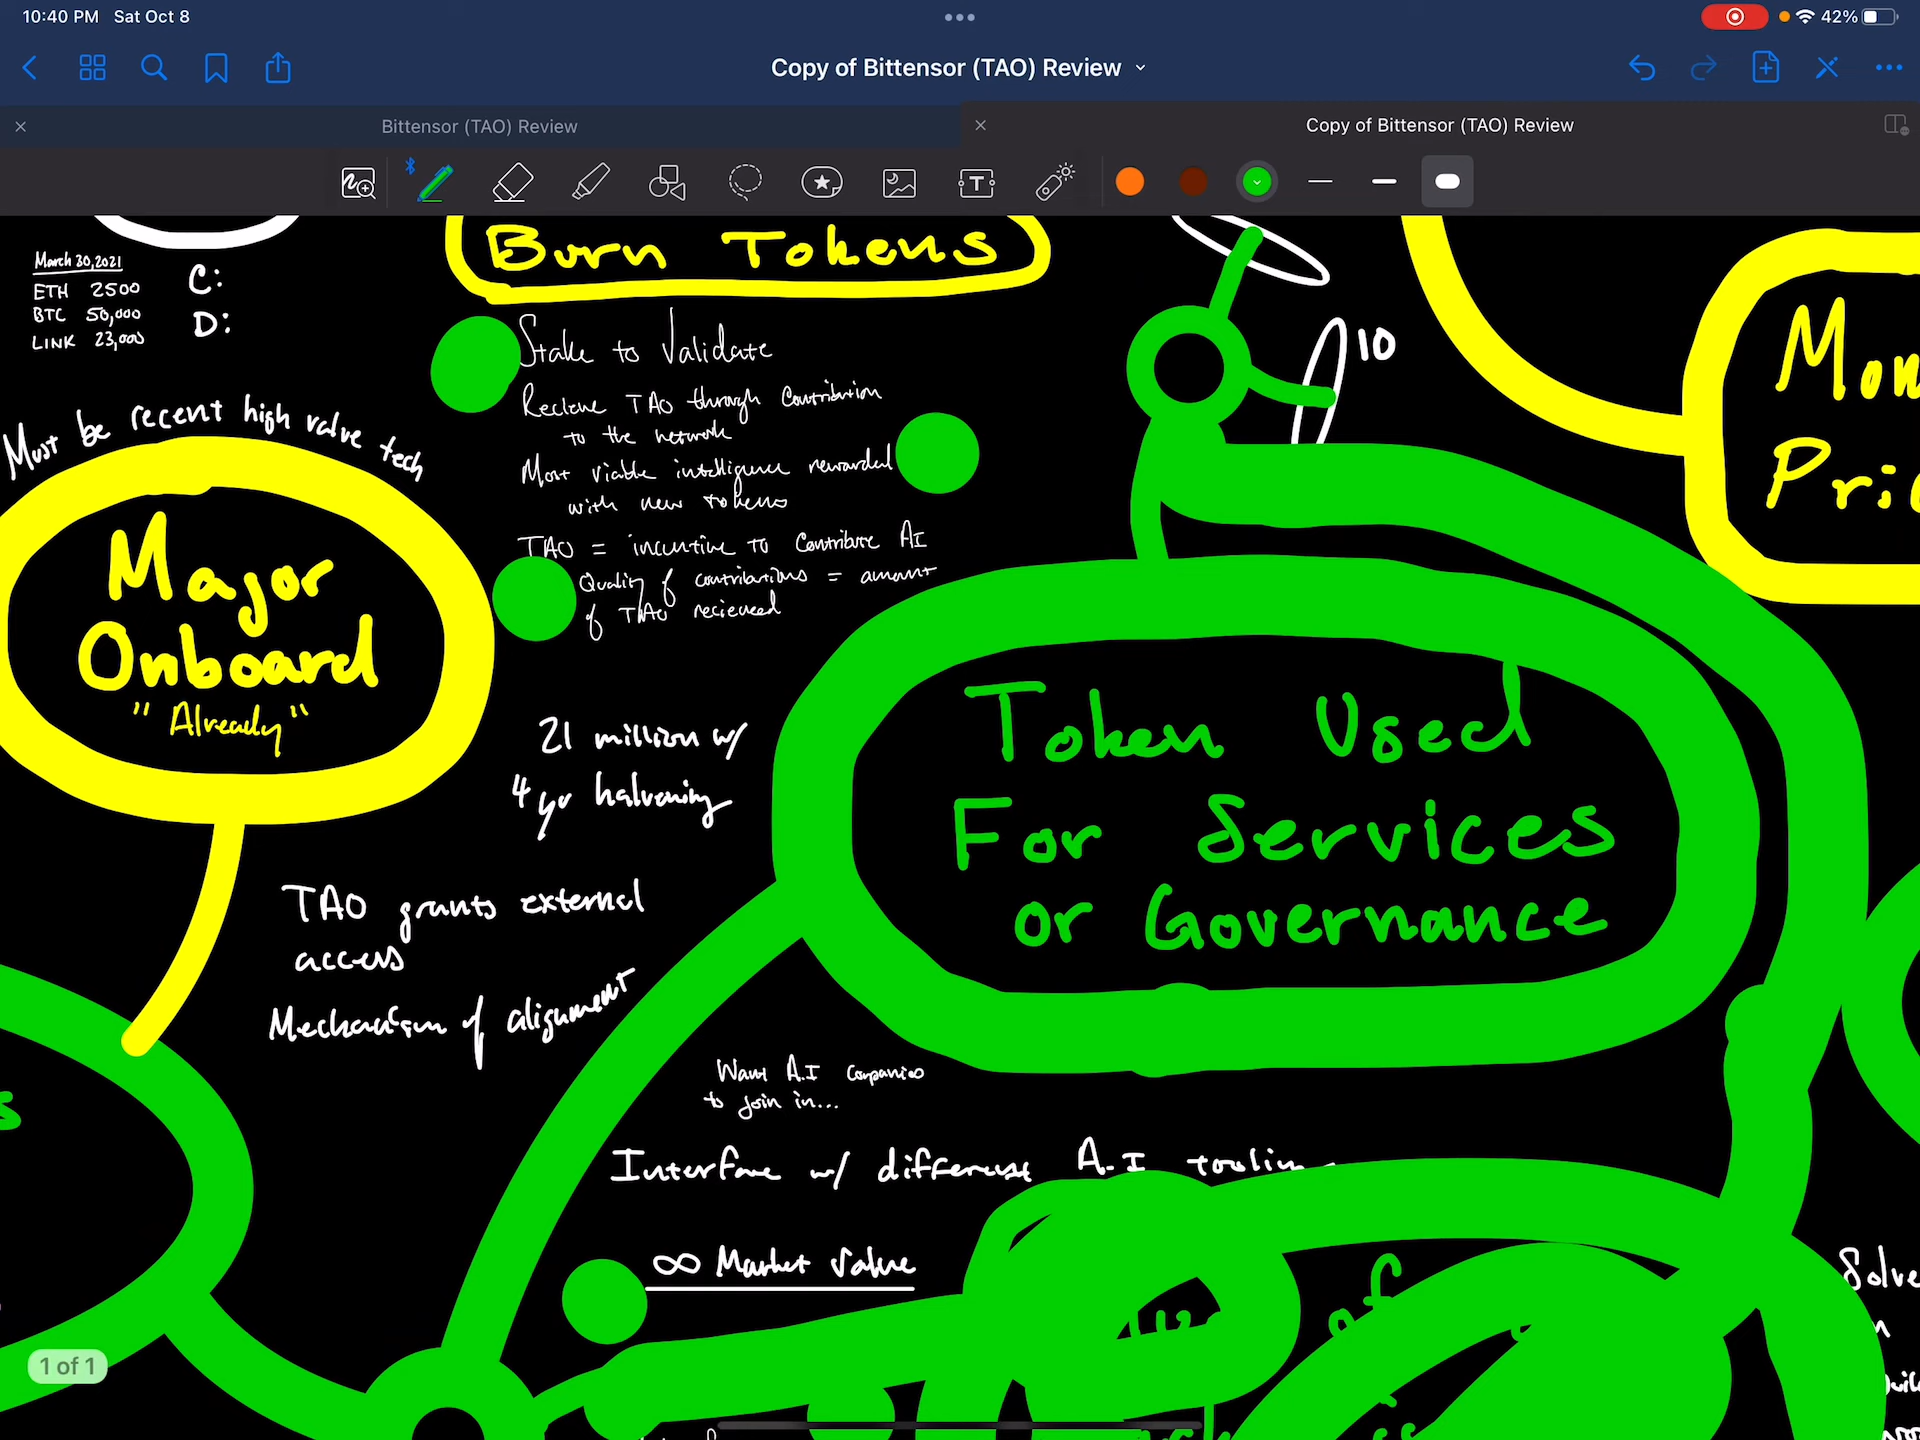 10:40 PM Sat Oct 8
42%
Copy of Bittensor (TAO) Review
Bittensor (TAO) Review
Copy of Bittensor (TAO) Review
Burn Tokens
March 30, 2021
ETH 2500
BTC 50,000
LINK 23,000
C:
D:
10
Stake to Validate
Recieve TAO through Contribution
to the network
Most viable intelligence rewarded
with new tokens
TAO = incentive to Contribute AI
Quality of contributions = amount
of TAO recieved
Must be recent high value tech
Major
Onboard
"Already"
Token Used
For Services
or Governance
21 million w/
4 yr halvening
TAO grants external
access
Mechanism of alignment
Want A.I Companies
to join in...
Interface w/ different A.I
∞ Market Value
of
1 of 1